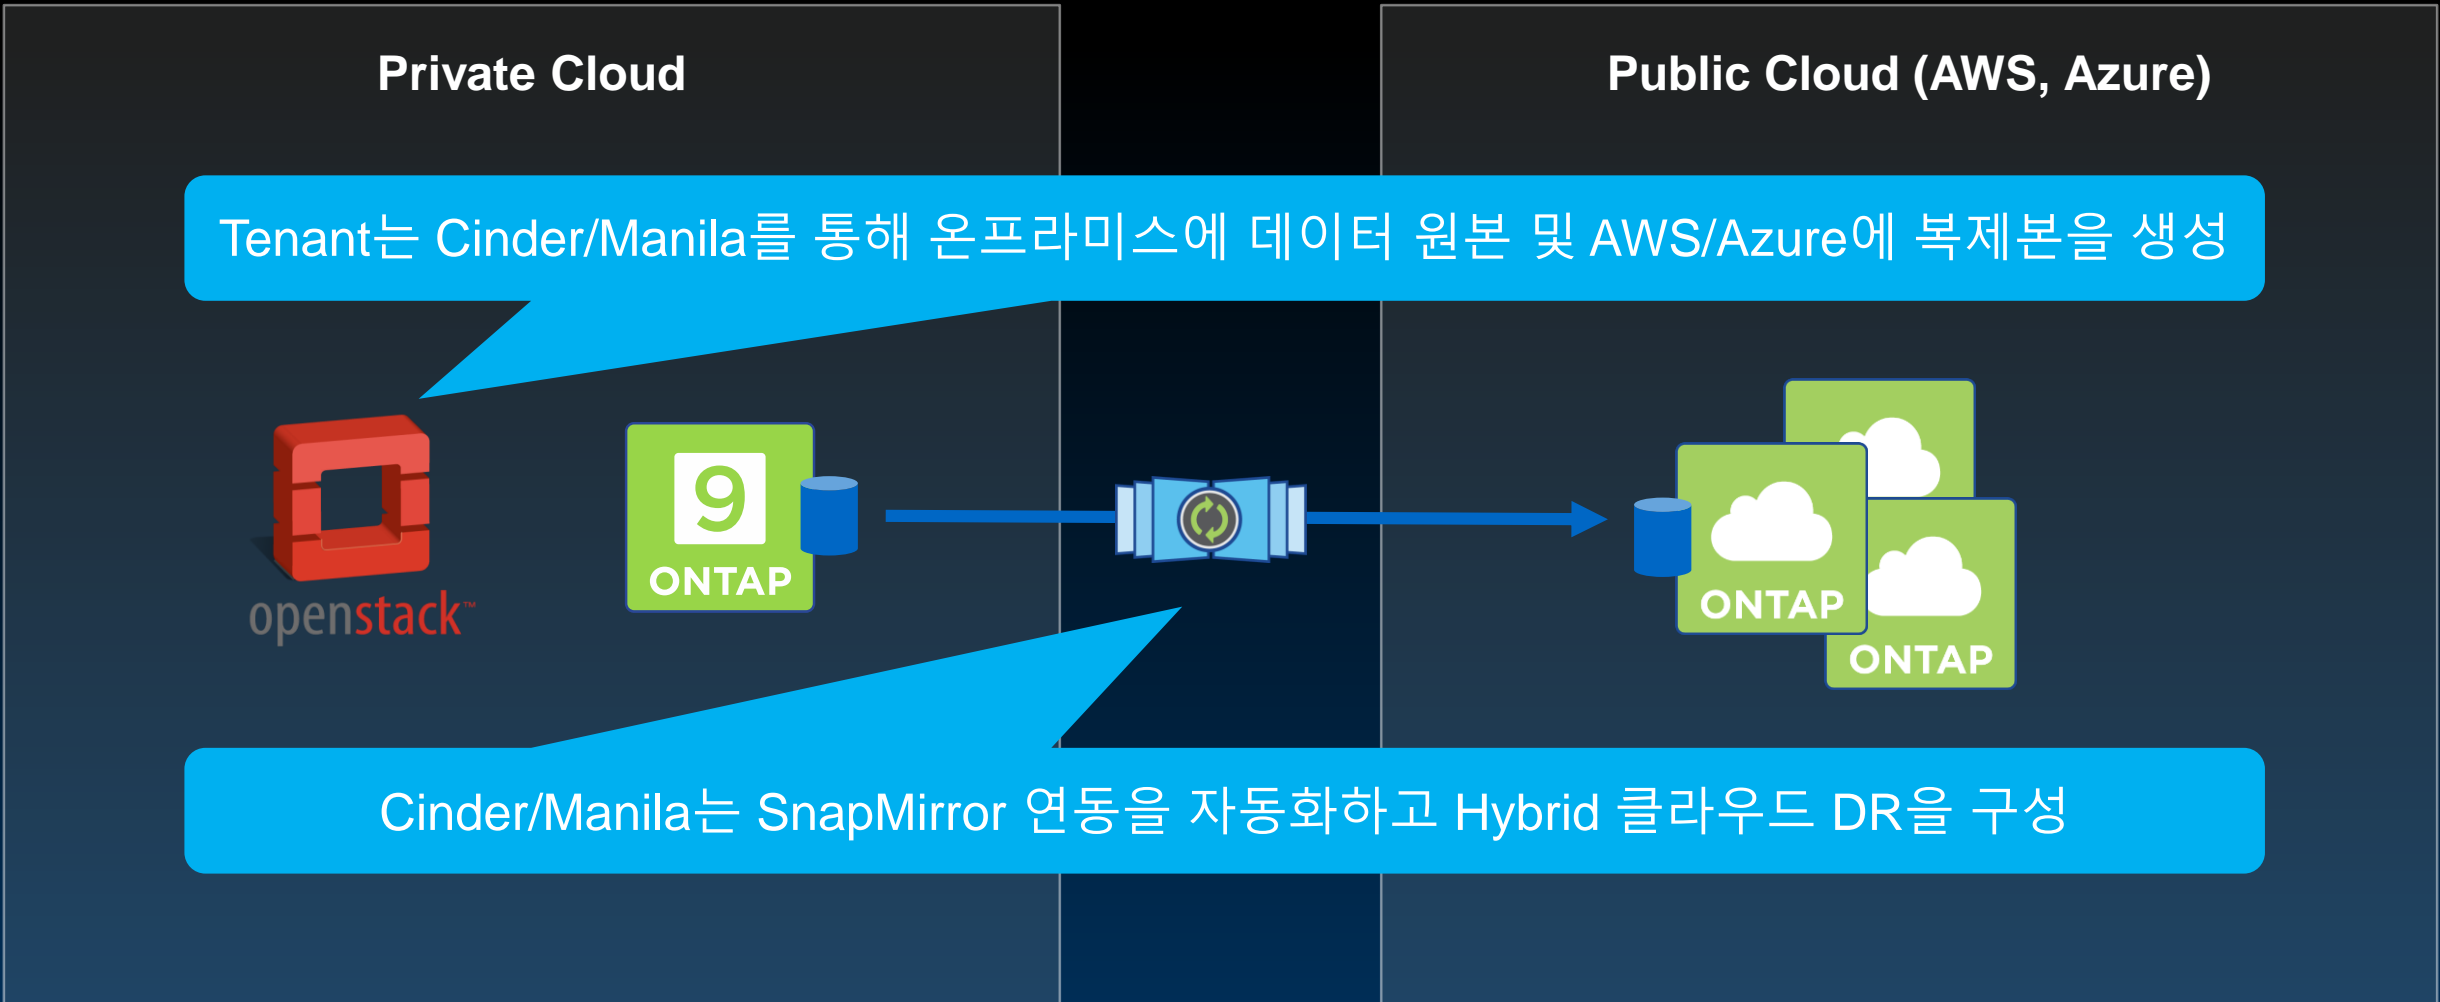 Private Cloud
Public Cloud (AWS, Azure)
Tenant는 Cinder/Manila를 통해 온프라미스에 데이터 원본 및 AWS/Azure에 복제본을 생성
9
ONTAP
openstack™
ONTAP
ONTAP
Cinder/Manila는 SnapMirror 연동을 자동화하고 Hybrid 클라우드 DR을 구성